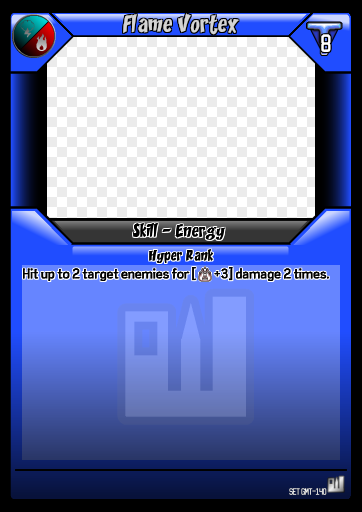 Flame Vortex
8
Skill - Energy
Hyper Rank
Hit up to 2 target enemies for [ +3] damage 2 times.
SET GMT-140